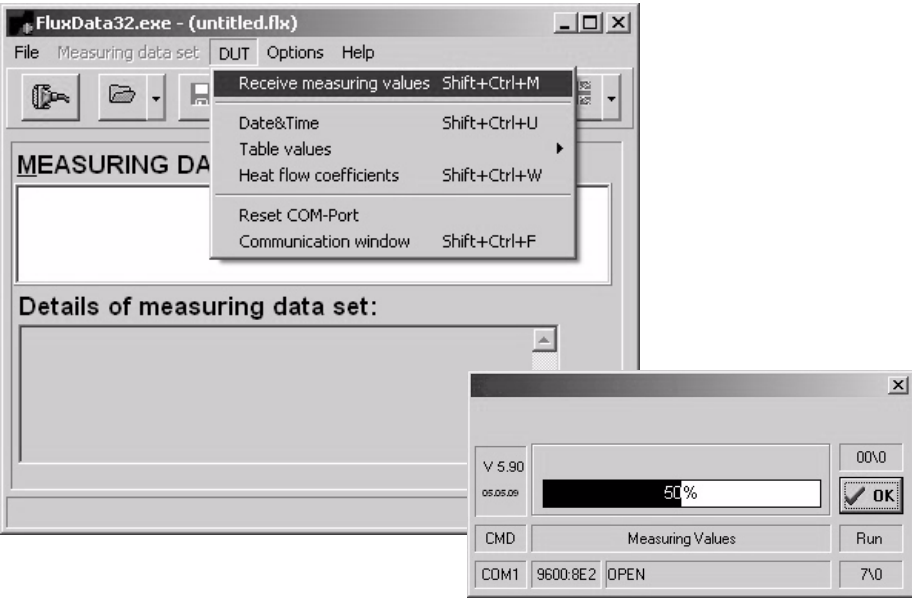 FluxData32.exe - (untitled.flx)
File Measuring data set DUT Options Help
Receive measuring values Shift+Ctrl+M
Date&Time Shift+Ctrl+U
Table values
Heat flow coefficients Shift+Ctrl+W
Reset COM-Port
Communication window Shift+Ctrl+F
MEASURING DA
Details of measuring data set:
V 5.90
05.05.09
50%
00\0
OK
CMD Measuring Values Run
COM1 9600:8E2 OPEN 7\0